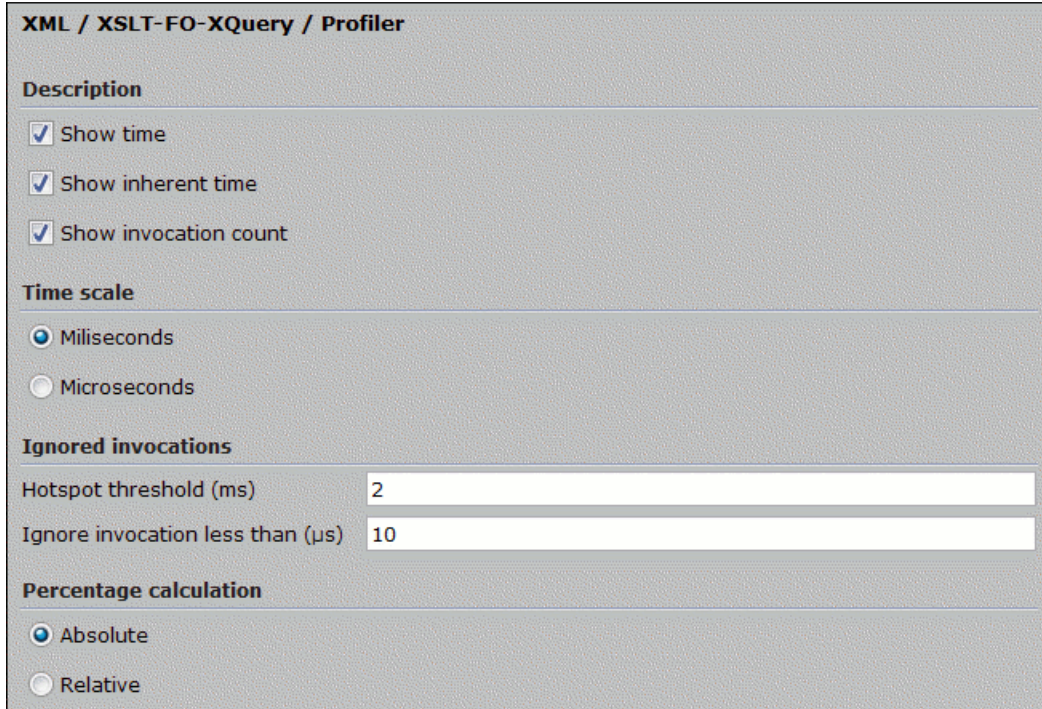 XML / XSLT-FO-XQuery / Profiler
Description
Show time
Show inherent time
Show invocation count
Time scale
Miliseconds
Microseconds
Ignored invocations
Hotspot threshold (ms) 2
Ignore invocation less than (µs) 10
Percentage calculation
Absolute
Relative